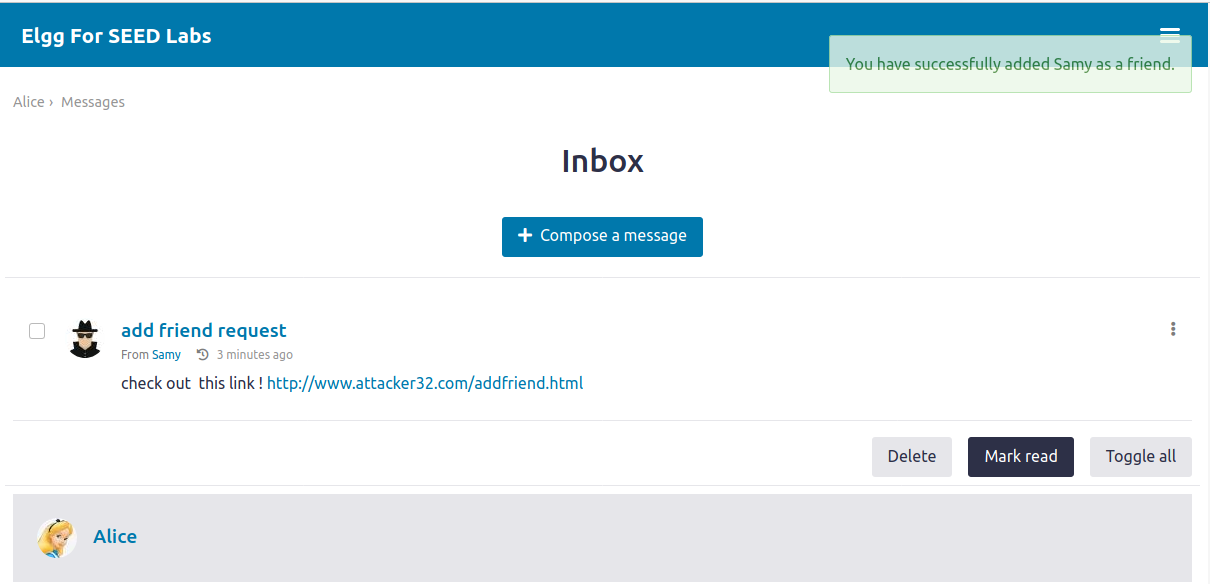 Elgg For SEED Labs
You have successfully added Samy as a friend.
Alice › Messages
Inbox
Compose a message
add friend request
From Samy 3 minutes ago
check out this link ! http://www.attacker32.com/addfriend.html
Delete Mark read Toggle all
Alice